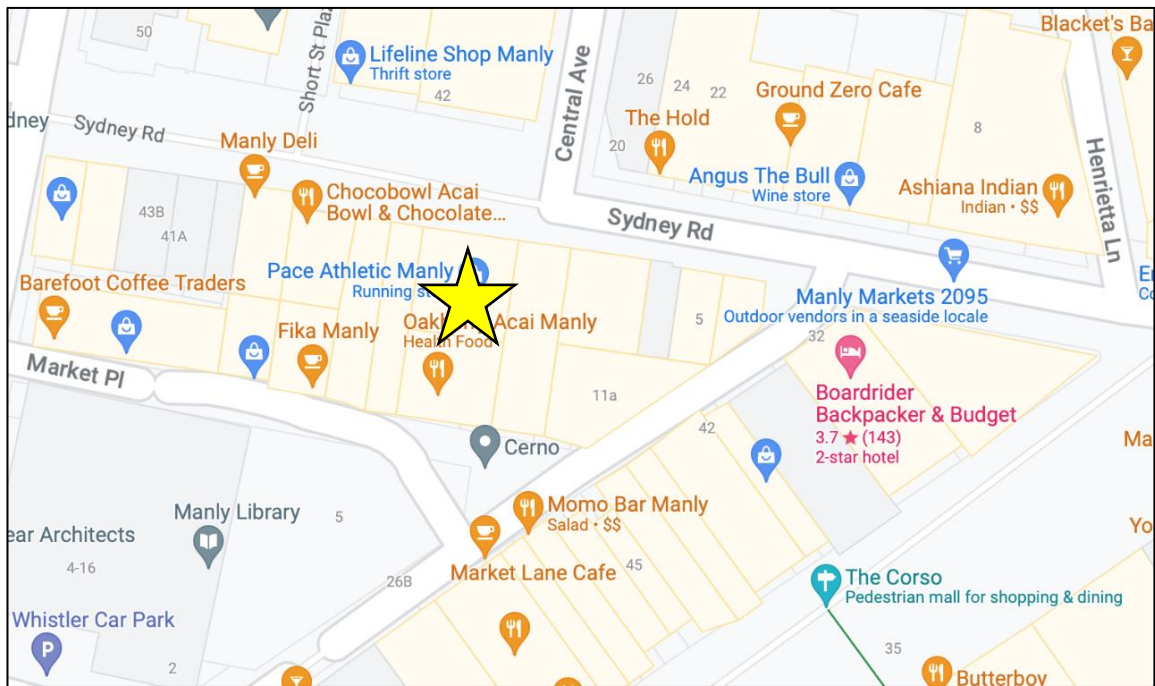 50
Short St Plaz
Lifeline Shop Manly
Thrift store
42
Central Ave
26
24
22
20
Blacket's Ba
Ground Zero Cafe
The Hold
8
dney
Sydney Rd
Manly Deli
Chocobowl Acai
Bowl & Chocolate...
Angus The Bull
Wine store
Ashiana Indian
Indian • $$
Henrietta Ln
43B
41A
Sydney Rd
Pace Athletic Manly
Running
Barefoot Coffee Traders
Manly Markets 2095
Outdoor vendors in a seaside locale
Fika Manly
Acai Manly
Health Food
5
32
Market Pl
11a
Boardrider
Backpacker & Budget
3.7 ★ (143)
2-star hotel
42
Cerno
Ma
Manly Library
5
Momo Bar Manly
Salad • $$
Yo
ear Architects
4-16
26B
Market Lane Cafe
45
The Corso
Pedestrian mall for shopping & dining
Whistler Car Park
P
2
35
Butterboy